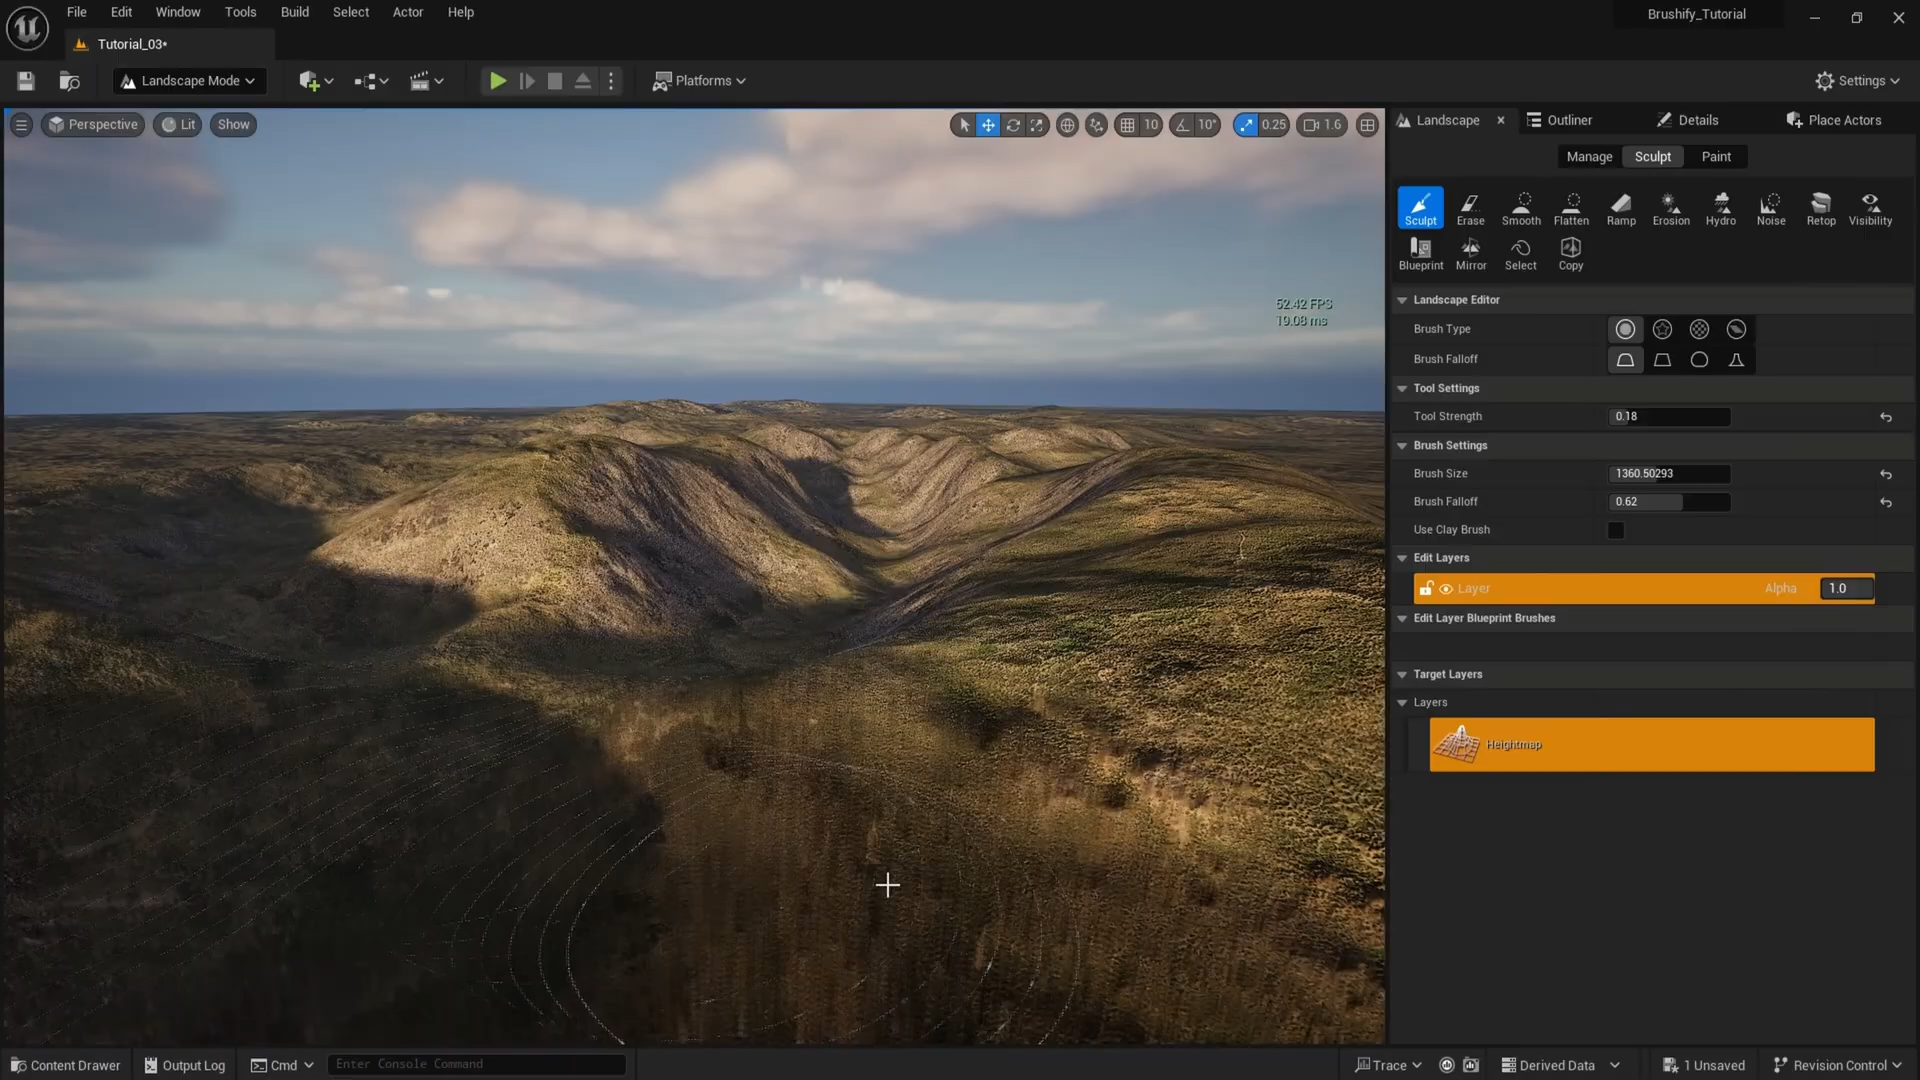 File Edit Window Tools Build Select Actor Help
Brushify_Tutorial
Tutorial_03*
Landscape Mode
Platforms
Settings
Perspective Lit Show
10 10° 0.25 1.6
52.42 FPS
19.08 ms
Landscape Outliner Details Place Actors
Manage Sculpt Paint
Sculpt Erase Smooth Flatten Ramp Erosion Hydro Noise Retop Visibility
Blueprint Mirror Select Copy
Landscape Editor
Brush Type
Brush Falloff
Tool Settings
Tool Strength 0.18
Brush Settings
Brush Size 1360.50293
Brush Falloff 0.62
Use Clay Brush
Edit Layers
Layer Alpha 1.0
Edit Layer Blueprint Brushes
Target Layers
Layers
Heightmap
Content Drawer Output Log Cmd Enter Console Command Trace Derived Data 1 Unsaved Revision Control